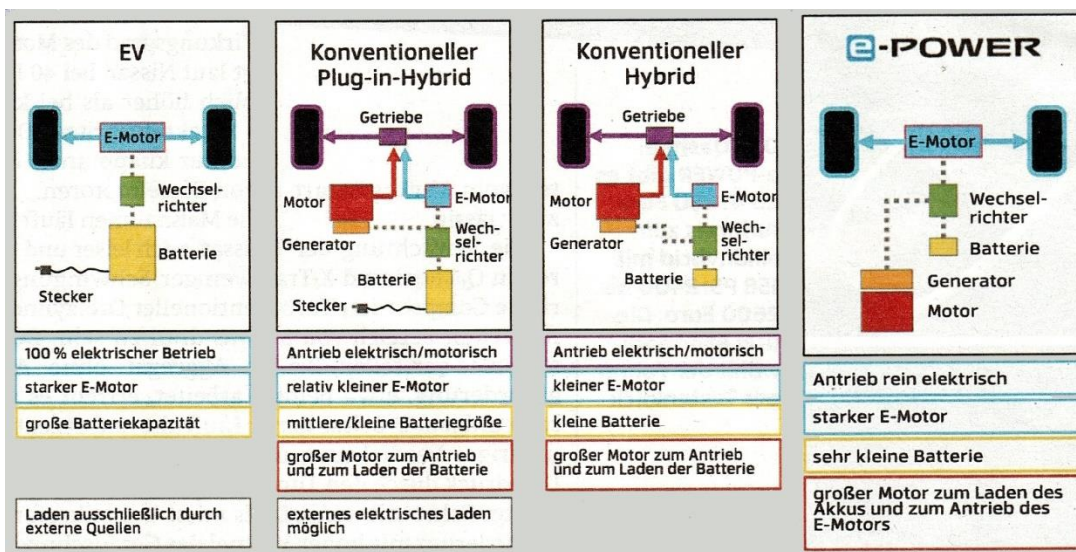 EV
E-Motor
Wechsel-
richter
Batterie
Stecker
100 % elektrischer Betrieb
starker E-Motor
große Batteriekapazität
Laden ausschließlich durch
externe Quellen
Konventioneller
Plug-in-Hybrid
Getriebe
Motor
E-Motor
Generator
Wech-
sel-
richter
Batterie
Stecker
Antrieb elektrisch/motorisch
relativ kleiner E-Motor
mittlere/kleine Batteriegröße
großer Motor zum Antrieb
und zum Laden der Batterie
externes elektrisches Laden
möglich
Konventioneller
Hybrid
Getriebe
Motor
E-Motor
Generator
Wech-
sel-
richter
Batterie
Antrieb elektrisch/motorisch
kleiner E-Motor
kleine Batterie
großer Motor zum Antrieb
und zum Laden der Batterie
e-POWER
E-Motor
Wechsel-
richter
Batterie
Generator
Motor
Antrieb rein elektrisch
starker E-Motor
sehr kleine Batterie
großer Motor zum Laden des
Akkus und zum Antrieb des
E-Motors